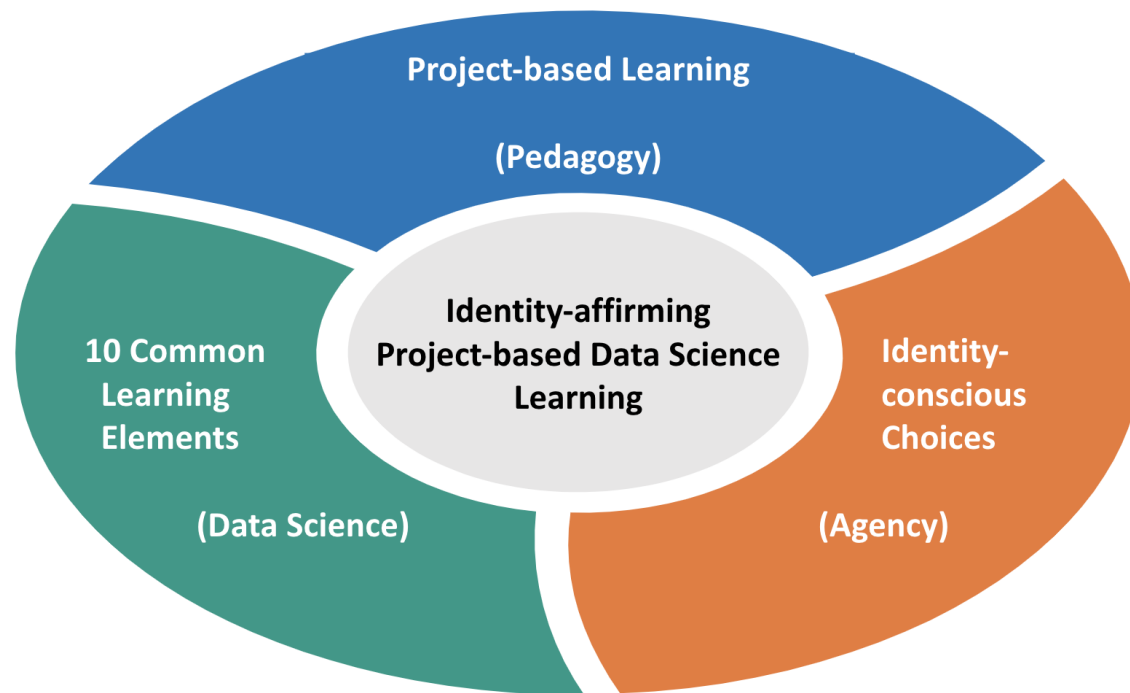 Project-based Learning
(Pedagogy)
Identity-affirming
Project-based Data Science
Learning
10 Common
Learning
Elements
(Data Science)
Identity-
conscious
Choices
(Agency)